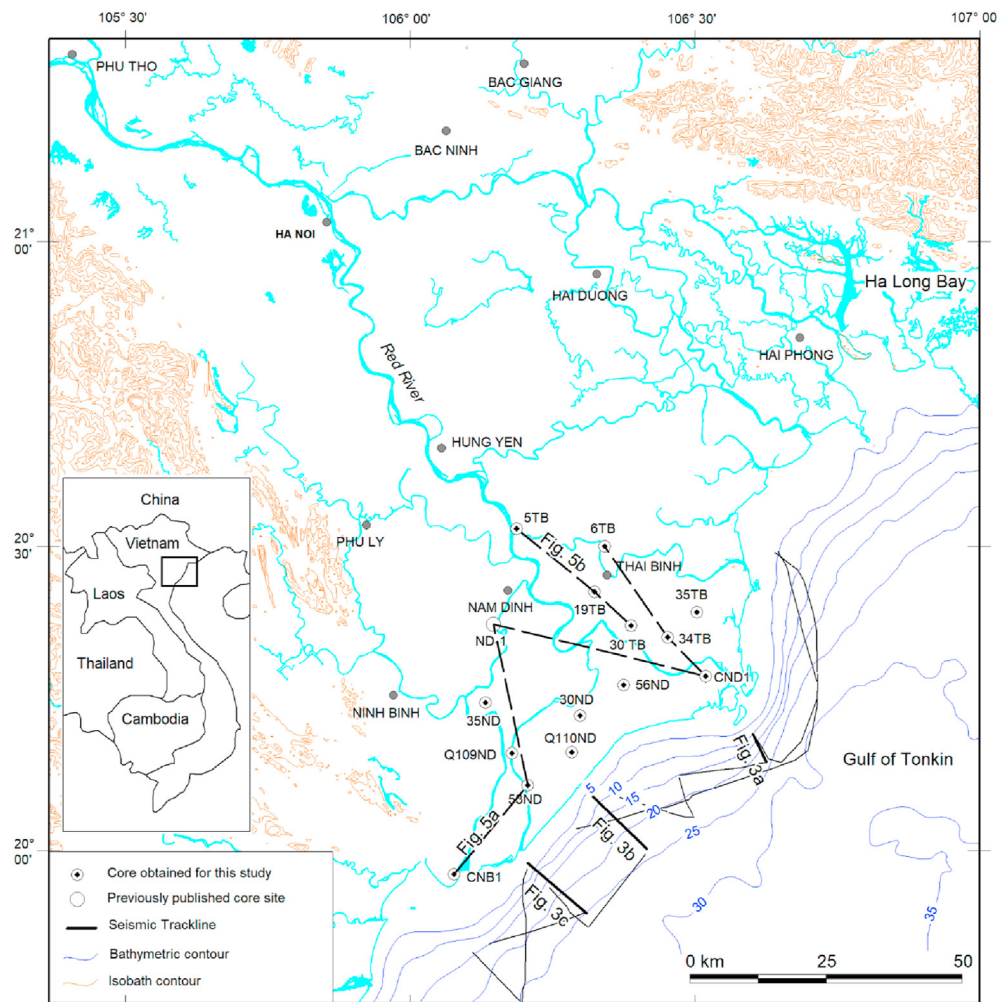 105° 30'
106° 00'
106° 30'
107° 00'
PHU THO
BAC GIANG
BAC NINH
HA NOI
21°
00'
HAI DUONG
Ha Long Bay
HAI PHONG
Red River
HUNG YEN
China
Vietnam
Laos
Thailand
Cambodia
PHU LY
5TB
6TB
20°
30'
Fig. 5b
THAI BINH
NAM DINH
19TB
35TB
ND-1
30 TB
34TB
CND1
56ND
NINH BINH
35ND
30ND
Q109ND
Q110ND
Fig. 3a
Gulf of Tonkin
53ND
5
10
15
20
25
30
35
Fig. 5a
Fig. 3b
Fig. 3c
20°
00'
CNB1
Core obtained for this study
Previously published core site
Seismic Trackline
Bathymetric contour
Isobath contour
0 km
25
50